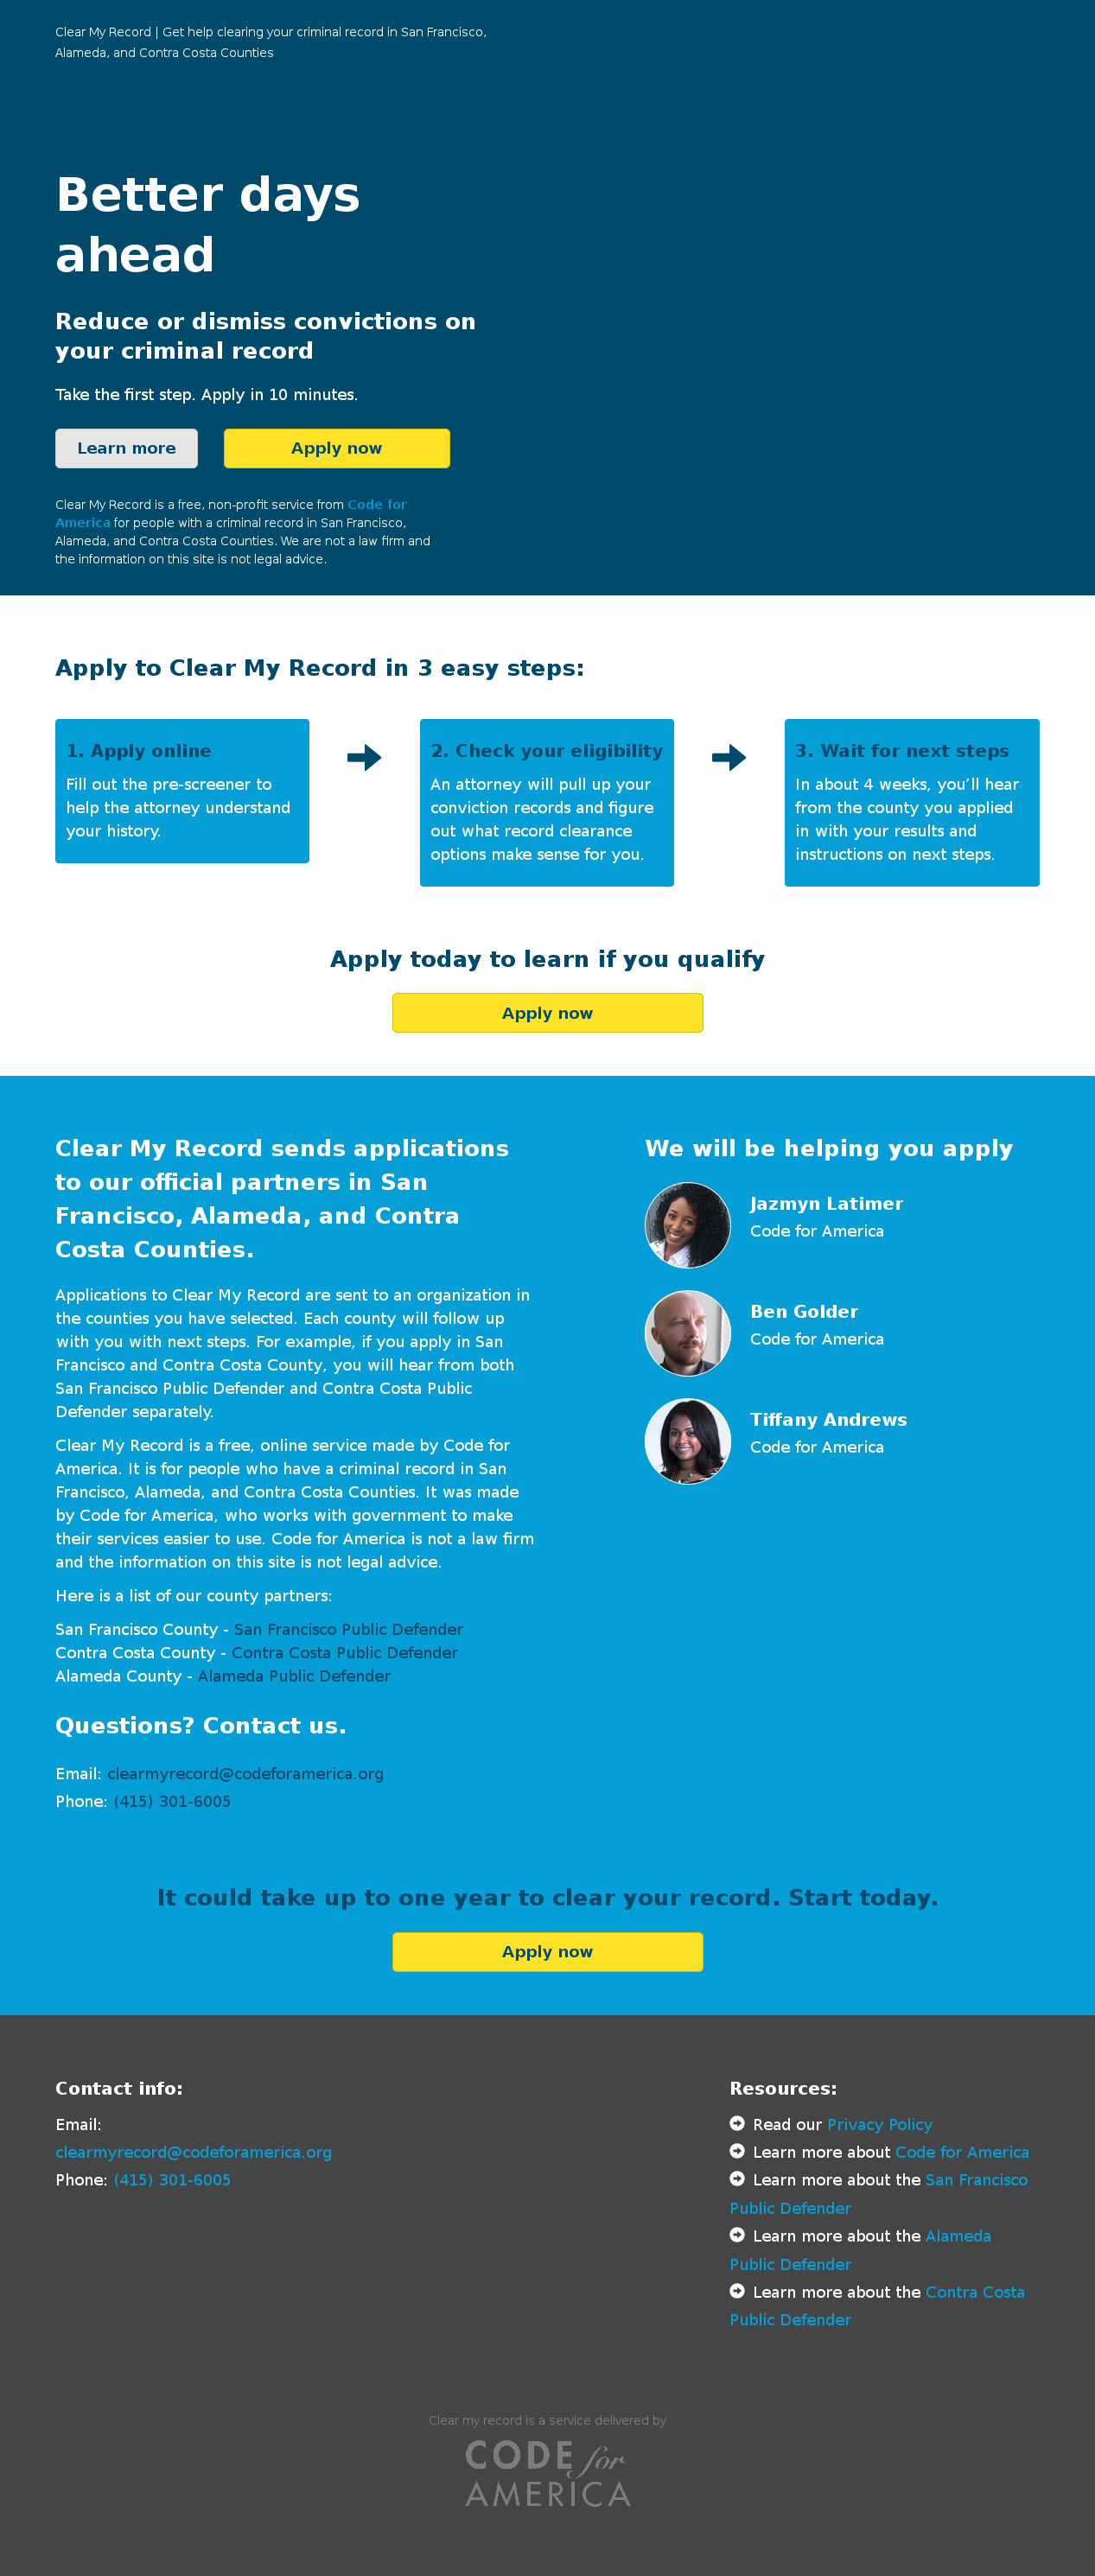 Clear My Record | Get help clearing your criminal record in San Francisco,
Alameda, and Contra Costa Counties
Better days
ahead
Reduce or dismiss convictions on
your criminal record
Take the first step. Apply in 10 minutes.
Learn more
Apply now
Clear My Record is a free, non-profit service from Code for
America for people with a criminal record in San Francisco,
Alameda, and Contra Costa Counties. We are not a law firm and
the information on this site is not legal advice.
Apply to Clear My Record in 3 easy steps:
1. Apply online
Fill out the pre-screener to
help the attorney understand
your history.
2. Check your eligibility
An attorney will pull up your
conviction records and figure
out what record clearance
options make sense for you.
3. Wait for next steps
In about 4 weeks, you’ll hear
from the county you applied
in with your results and
instructions on next steps.
Apply today to learn if you qualify
Apply now
Clear My Record sends applications
to our official partners in San
Francisco, Alameda, and Contra
Costa Counties.
Applications to Clear My Record are sent to an organization in
the counties you have selected. Each county will follow up
with you with next steps. For example, if you apply in San
Francisco and Contra Costa County, you will hear from both
San Francisco Public Defender and Contra Costa Public
Defender separately.
Clear My Record is a free, online service made by Code for
America. It is for people who have a criminal record in San
Francisco, Alameda, and Contra Costa Counties. It was made
by Code for America, who works with government to make
their services easier to use. Code for America is not a law firm
and the information on this site is not legal advice.
Here is a list of our county partners:
San Francisco County - San Francisco Public Defender
Contra Costa County - Contra Costa Public Defender
Alameda County - Alameda Public Defender
Questions? Contact us.
Email: clearmyrecord@codeforamerica.org
Phone: (415) 301-6005
We will be helping you apply
Jazmyn Latimer
Code for America
Ben Golder
Code for America
Tiffany Andrews
Code for America
It could take up to one year to clear your record. Start today.
Apply now
Contact info:
Email:
clearmyrecord@codeforamerica.org
Phone: (415) 301-6005
Resources:
Read our Privacy Policy
Learn more about Code for America
Learn more about the San Francisco
Public Defender
Learn more about the Alameda
Public Defender
Learn more about the Contra Costa
Public Defender
Clear my record is a service delivered by
CODE for
AMERICA